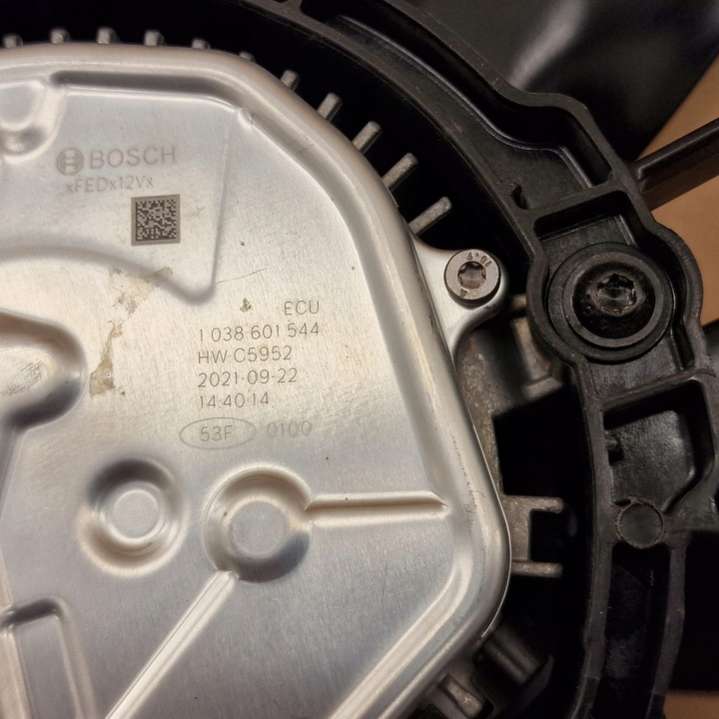 BOSCH
xFEDx12Vx
ECU
1 038 601 544
HW C5952
2021-09-22
14:40:14
53F 0100